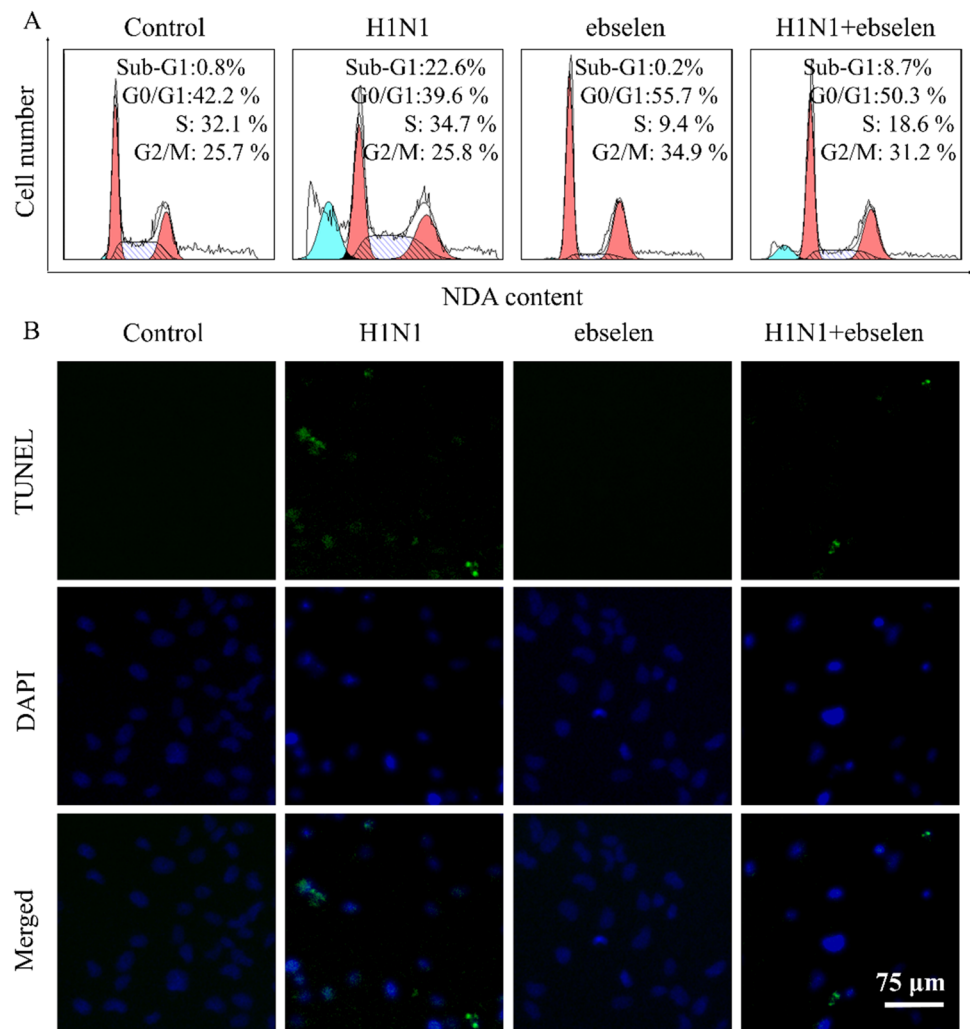 A
Control
H1N1
ebselen
H1N1+ebselen
Cell number
Sub-G1:0.8%
G0/G1:42.2 %
S: 32.1 %
G2/M: 25.7 %
Sub-G1:22.6%
G0/G1:39.6 %
S: 34.7 %
G2/M: 25.8 %
Sub-G1:0.2%
G0/G1:55.7 %
S: 9.4 %
G2/M: 34.9 %
Sub-G1:8.7%
G0/G1:50.3 %
S: 18.6 %
G2/M: 31.2 %
NDA content
B
Control
H1N1
ebselen
H1N1+ebselen
TUNEL
DAPI
Merged
75 μm